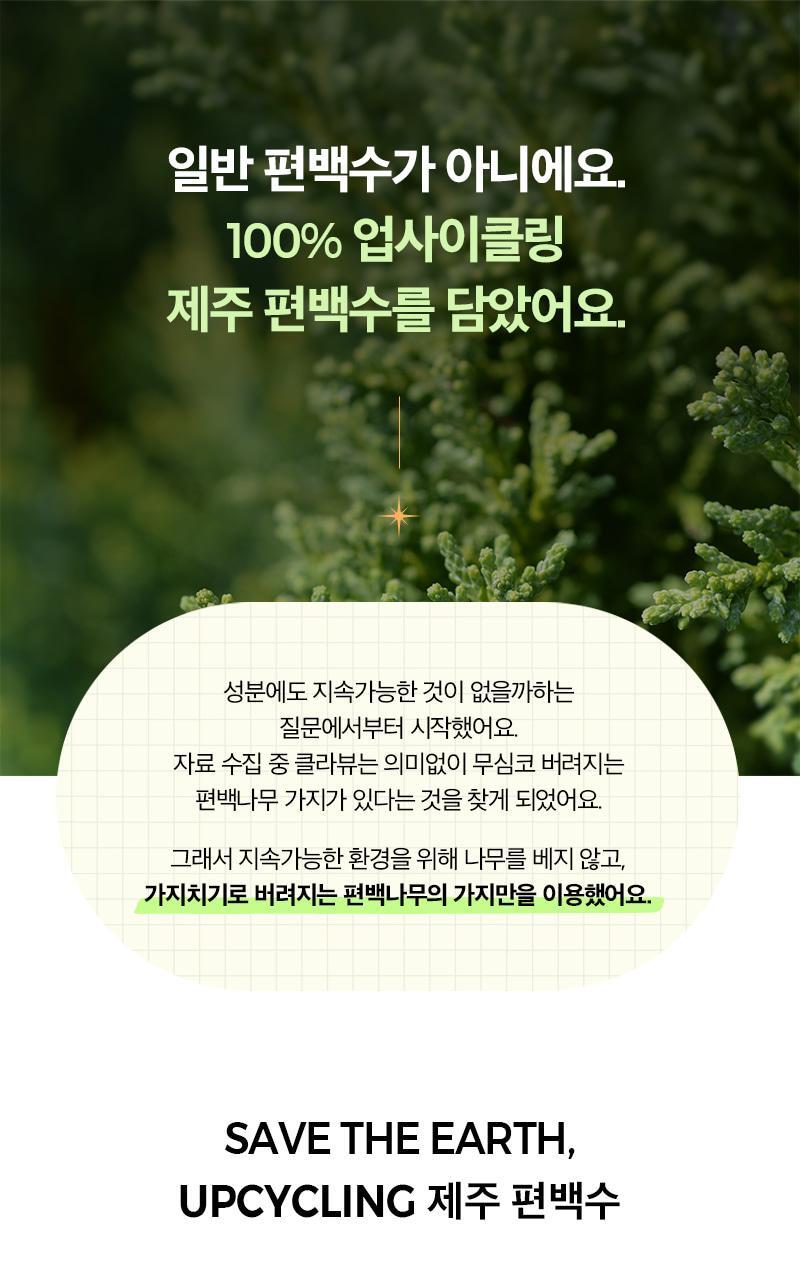 일반 편백수가 아니에요.
100% 업사이클링
제주 편백수를 담았어요.
성분에도 지속가능한 것이 없을까하는
질문에서부터 시작했어요.
자료 수집 중 클라뷰는 의미없이 무심코 버려지는
편백나무 가지가 있다는 것을 찾게 되었어요.
그래서 지속가능한 환경을 위해 나무를 베지 않고,
가지치기로 버려지는 편백나무의 가지만을 이용했어요.
SAVE THE EARTH,
UPCYCLING 제주 편백수